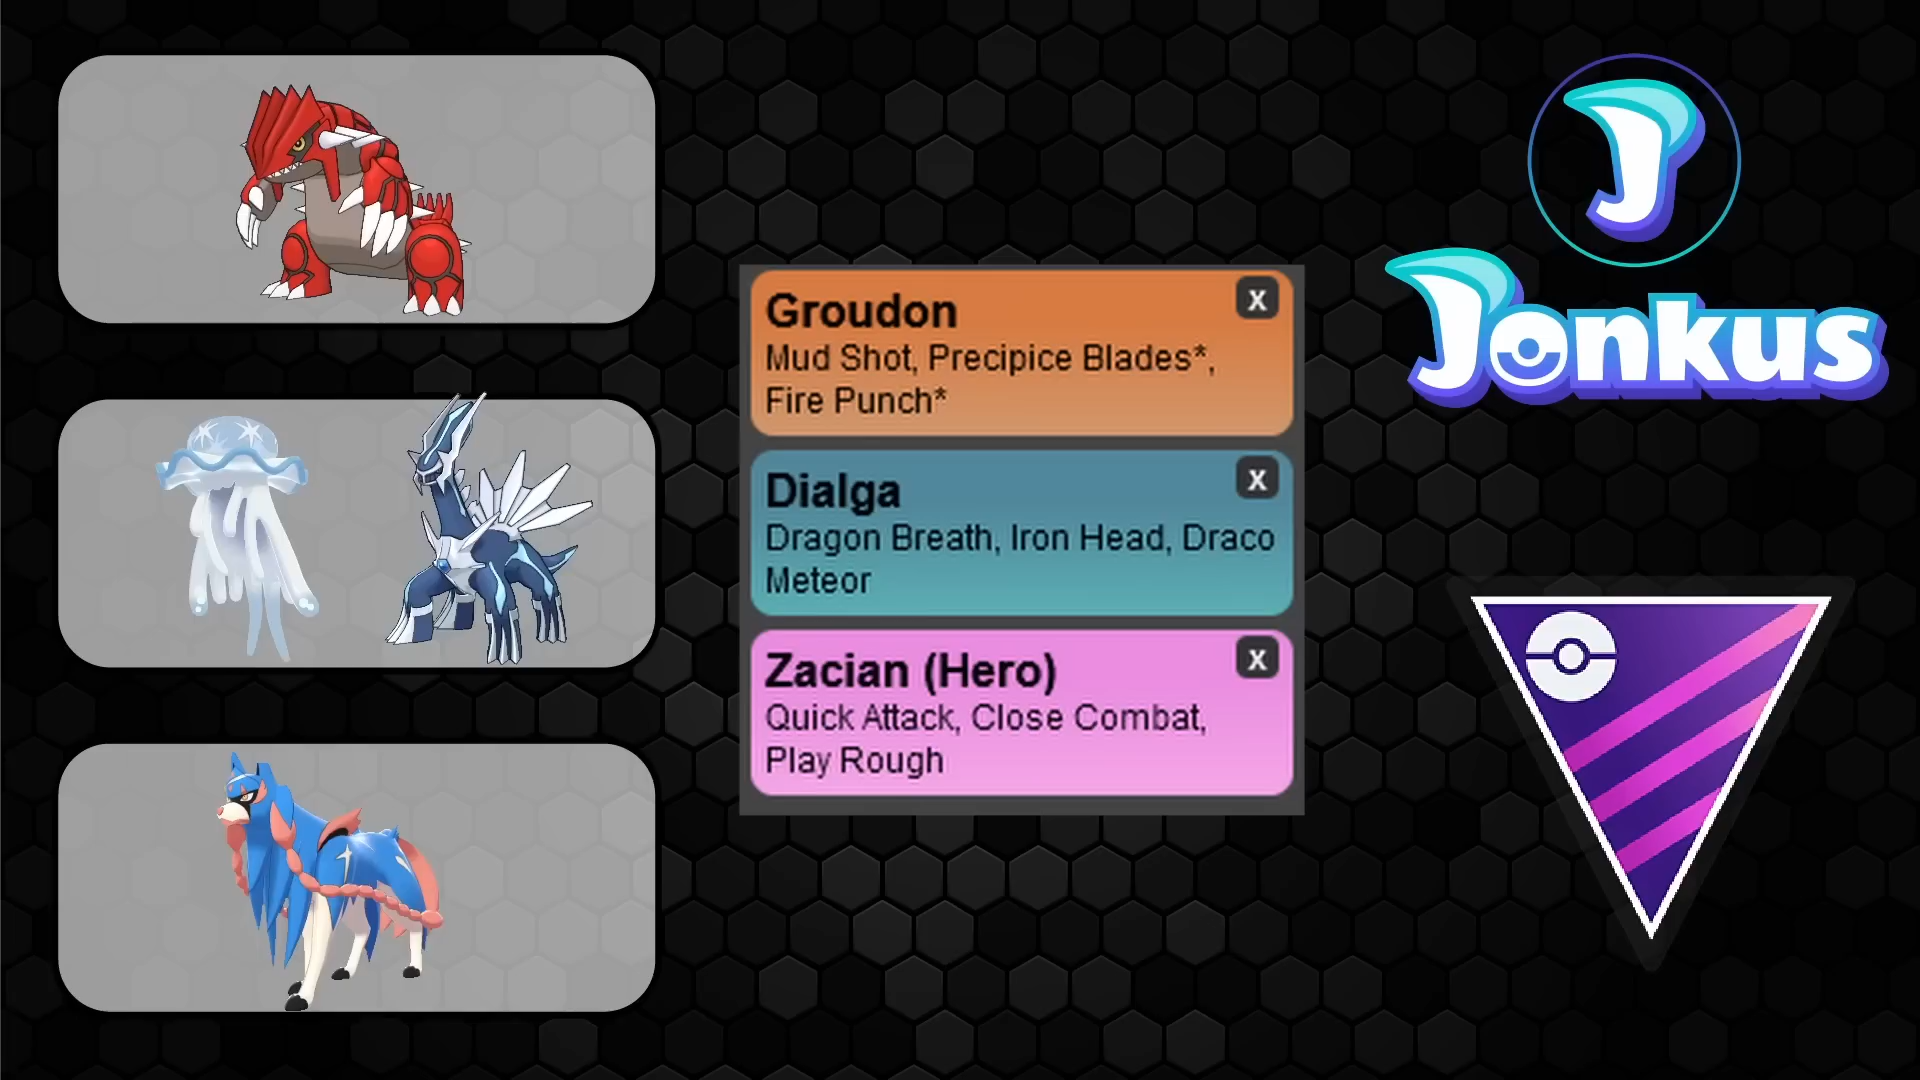 Groudon
X
Mud Shot, Precipice Blades*,
Fire Punch*
Dialga
X
Dragon Breath, Iron Head, Draco
Meteor
Zacian (Hero)
X
Quick Attack, Close Combat,
Play Rough
J
Jonkus